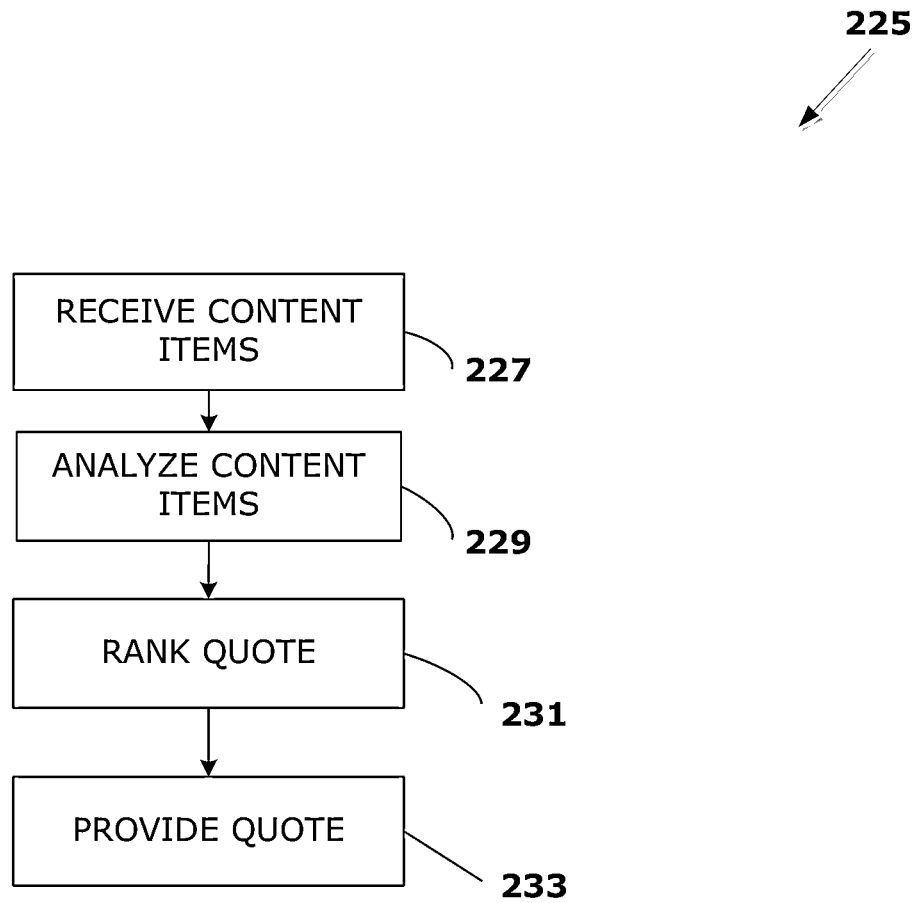 225
RECEIVE CONTENT
ITEMS
227
ANALYZE CONTENT
ITEMS
229
RANK QUOTE
231
PROVIDE QUOTE
233